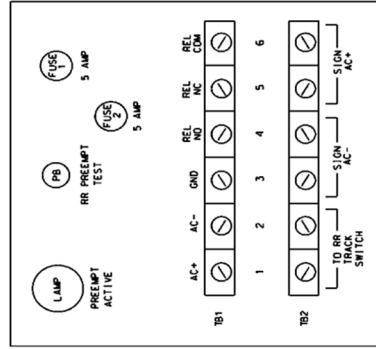 LAMP
PREEMPT
ACTIVE
PB
RR PREEMPT
TEST
FUSE
2
5 AMP
FUSE
1
5 AMP
AC+
AC-
GND
REL
NO
REL
NC
REL
COM
TB1
1
2
3
4
5
6
TB2
TO RR
TRACK
SWITCH
SIGN
AC-
SIGN
AC+